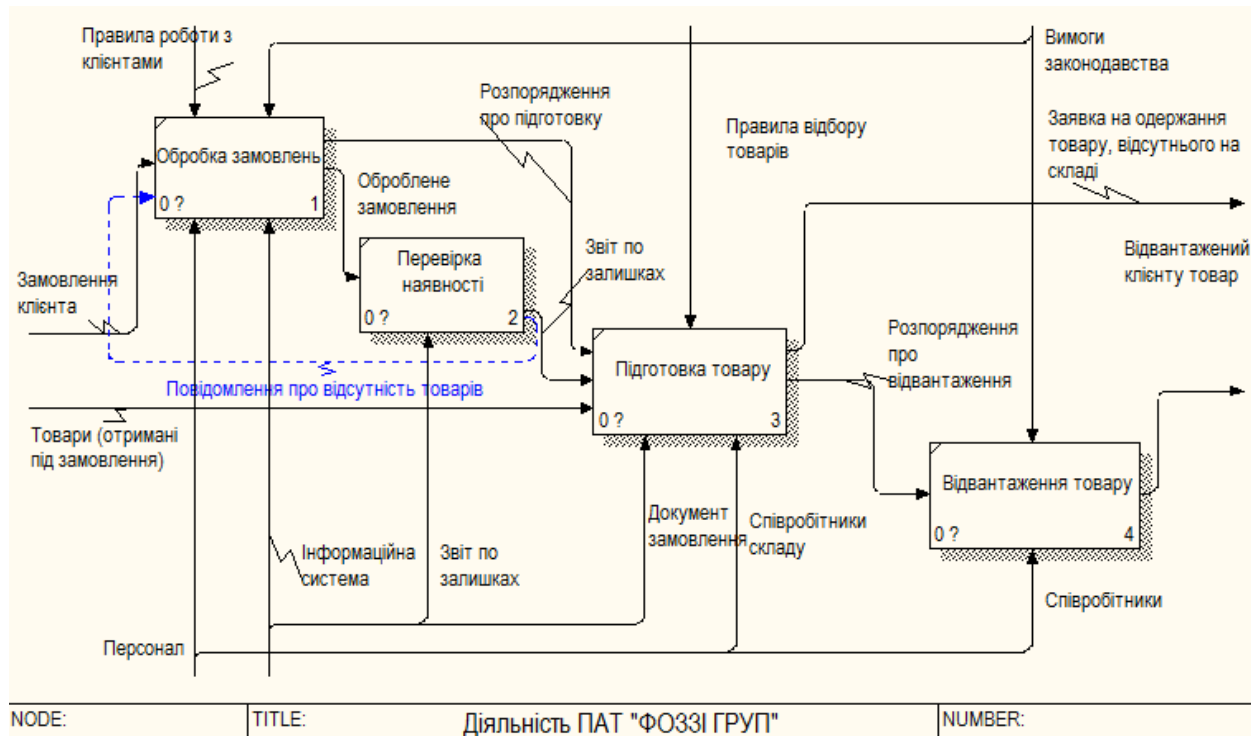 Правила роботи з
клієнтами
Вимоги
законодавства
Розпорядження
про підготовку
Правила відбору
товарів
Заявка на одержання
товару, відсутнього на
складі
Обробка замовлень
0 ?
1
Оброблене
замовлення
Перевірка
наявності
0 ?
2
Звіт по
залишках
Відвантажений
клієнту товар
Замовлення
клієнта
Повідомлення про відсутність товарів
Підготовка товару
0 ?
3
Розпорядження
про
відвантаження
Товари (отримані
під замовлення)
Відвантаження товару
0 ?
4
Інформаційна
система
Звіт по
залишках
Документ
замовлення
Співробітники
складу
Співробітники
Персонал
NODE:
TITLE:
Діяльність ПАТ "ФОЗЗІ ГРУП"
NUMBER: